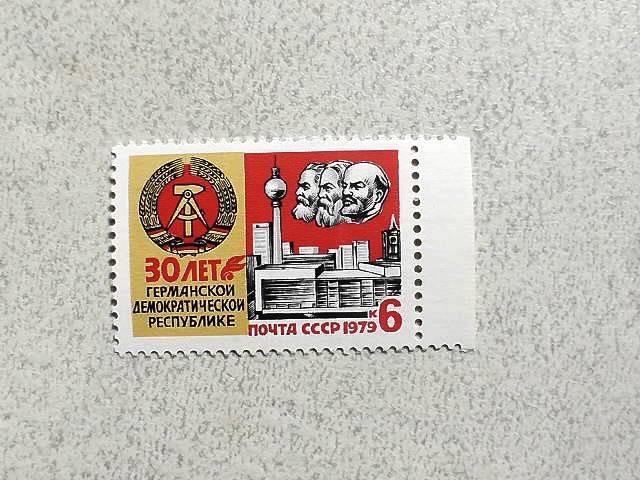 30 ЛЕТ
ГЕРМАНСКОЙ
ДЕМОКРАТИЧЕСКОЙ
РЕСПУБЛИКЕ
ПОЧТА СССР 1979
к6